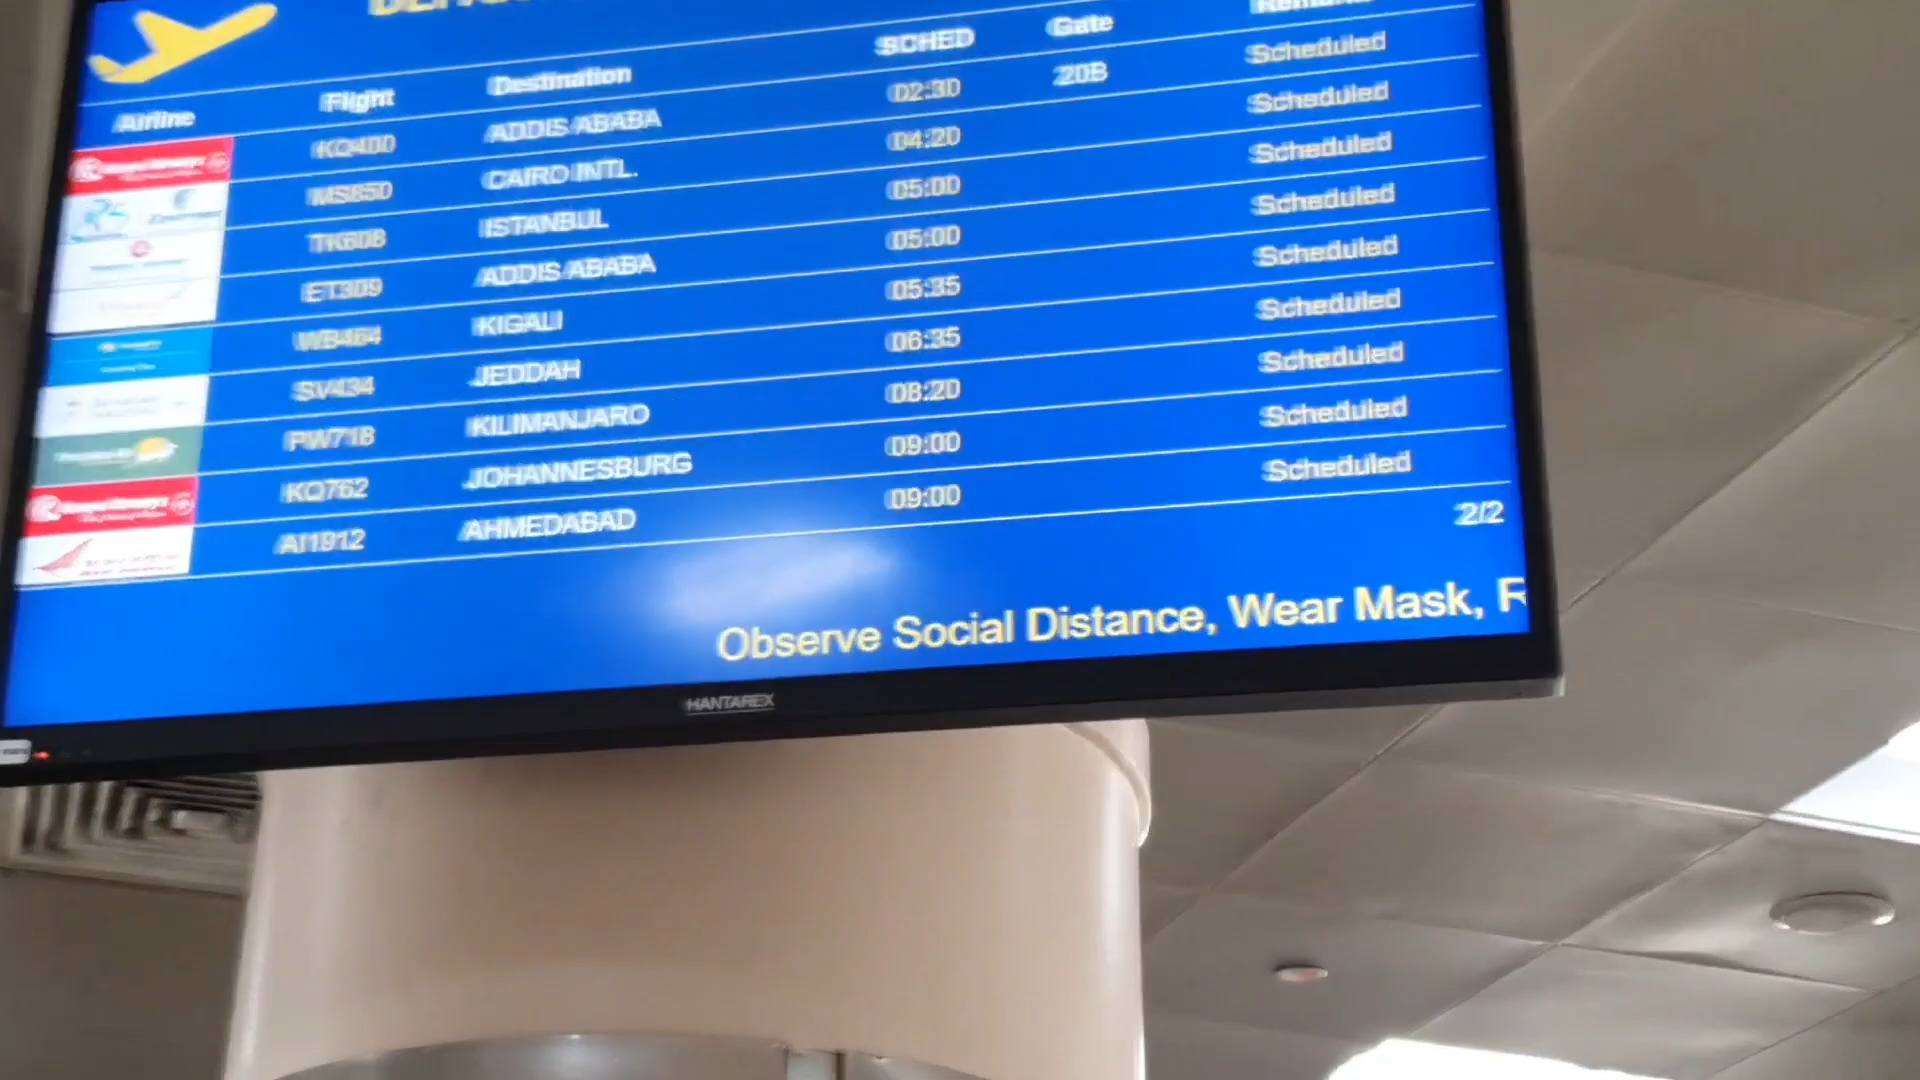 Airline Flight Destination SCHED Gate
KQ400 ADDIS ABABA 02:30 20B Scheduled
MS850 CAIRO INTL. 04:20 Scheduled
TK608 ISTANBUL 05:00 Scheduled
ET309 ADDIS ABABA 05:00 Scheduled
WB464 KIGALI 05:35 Scheduled
SV434 JEDDAH 06:35 Scheduled
PW718 KILIMANJARO 08:20 Scheduled
Kenya Airways KQ762 JOHANNESBURG 09:00 Scheduled
AI1912 AHMEDABAD 09:00 Scheduled
2/2
Observe Social Distance, Wear Mask,
HANTAREX